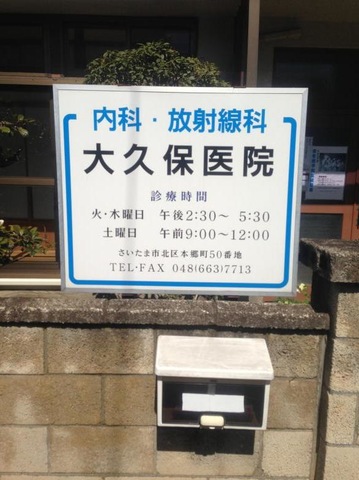 内科・放射線科
大久保医院
診療時間
火・木曜日　午後2:30〜　5:30
土曜日　午前9:00〜12:00
さいたま市北区本郷町50番地
TEL・FAX　048(663)7713